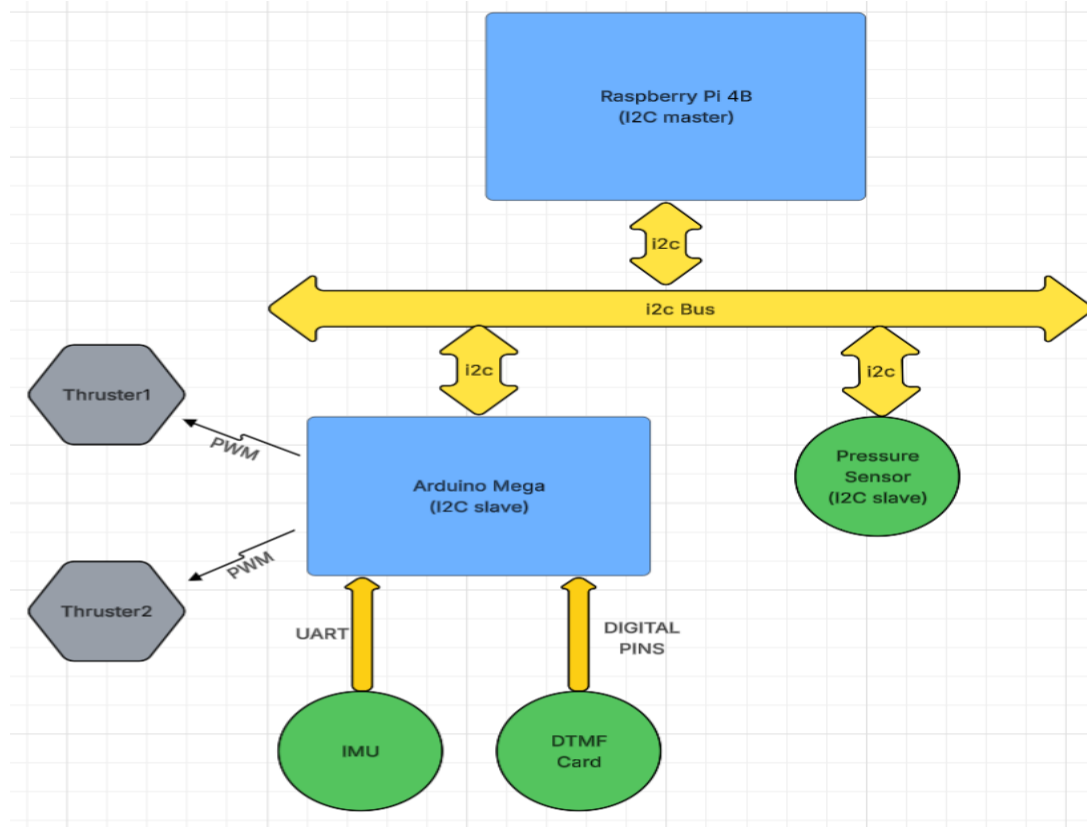 Raspberry Pi 4B
(I2C master)
i2c
i2c Bus
i2c
i2c
Thruster1
PWM
Arduino Mega
(I2C slave)
Pressure
Sensor
(I2C slave)
PWM
Thruster2
UART
DIGITAL
PINS
IMU
DTMF
Card